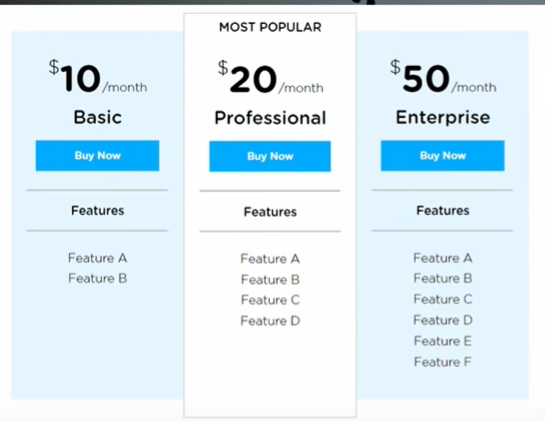 $10/month
Basic
Buy Now
Features
Feature A
Feature B
MOST POPULAR
$20/month
Professional
Buy Now
Features
Feature A
Feature B
Feature C
Feature D
$50/month
Enterprise
Buy Now
Features
Feature A
Feature B
Feature C
Feature D
Feature E
Feature F